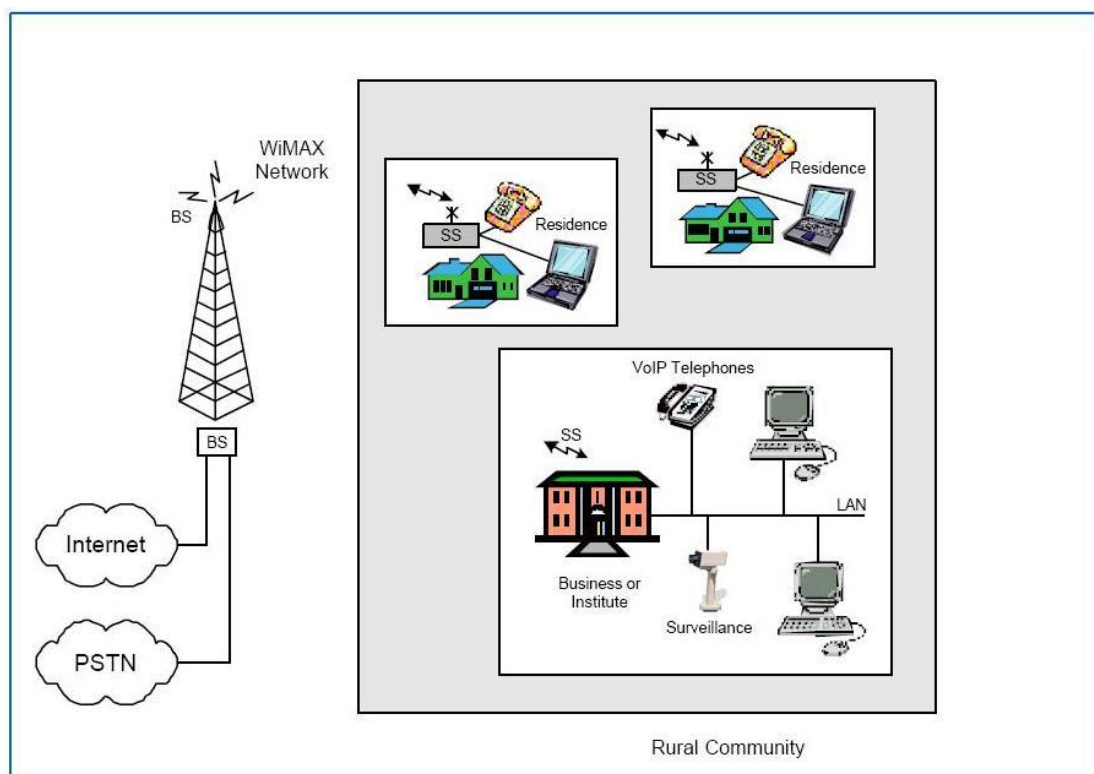 WiMAX
Network
BS
BS
Internet
PSTN
SS
Residence
SS
Residence
VoIP Telephones
SS
LAN
Business or
Institute
Surveillance
Rural Community